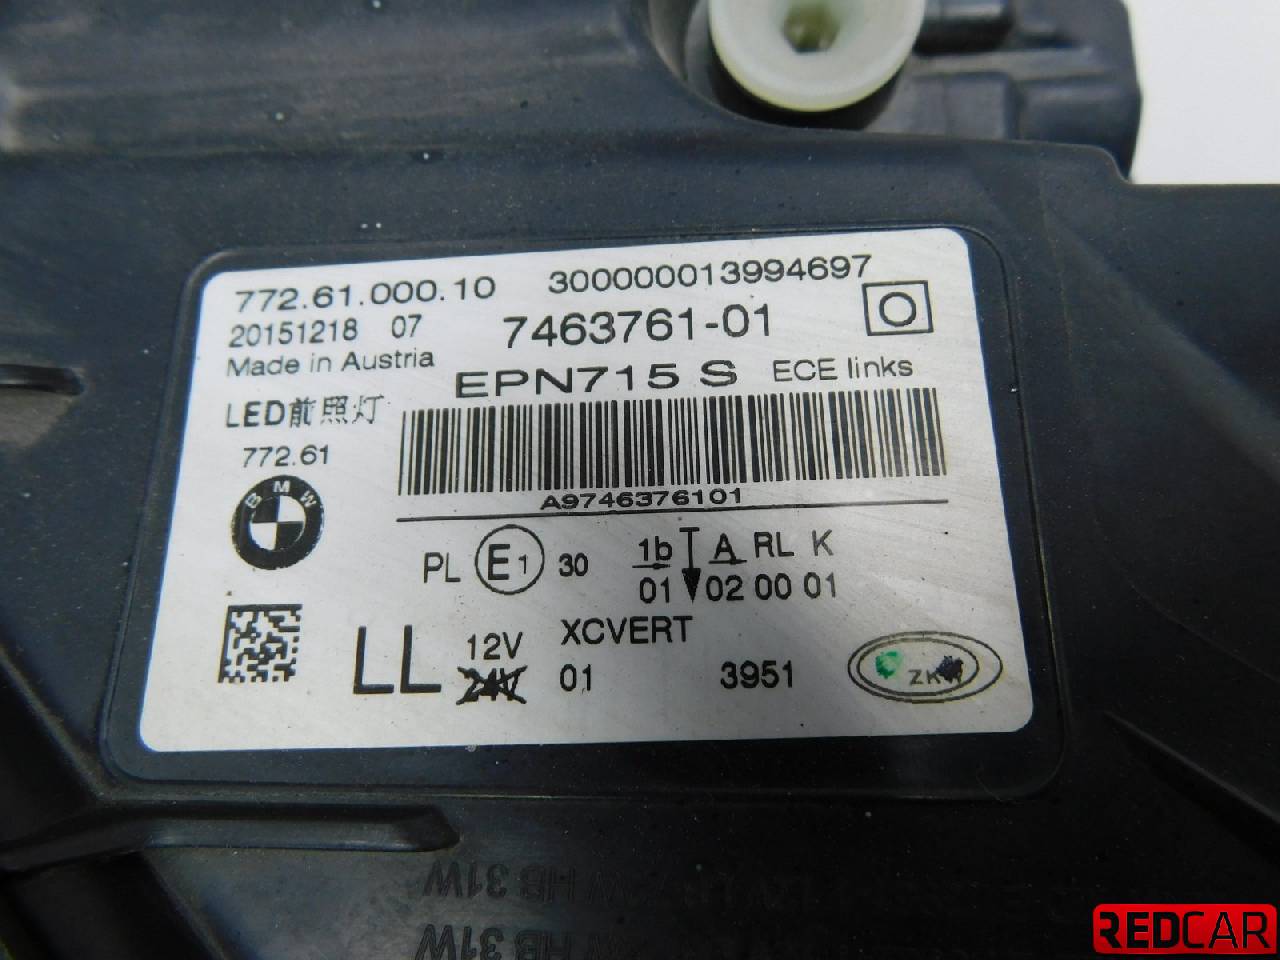 772.61.000.10
300000013994697
20151218 07
7463761-01
Made in Austria
EPN715 S
ECE links
LED前照灯
772.61
A9746376101
BMW
PL E1 30
1b A RL K
01 02 00 01
LL
12V
24V
XCVERT
01
3951
ZKW
HB 31W
HB 31W
REDCAR